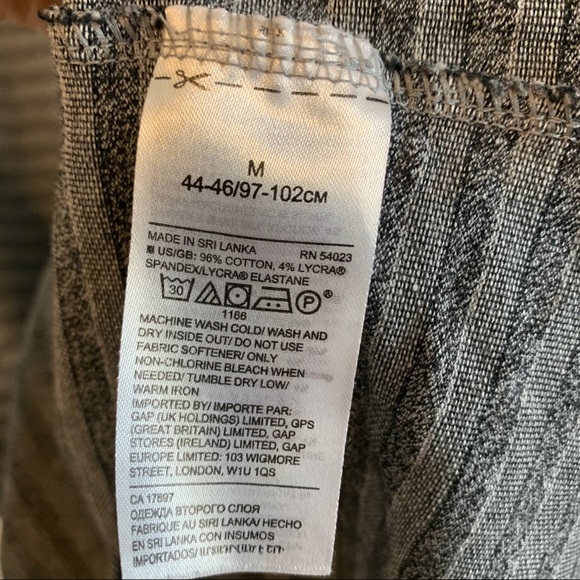 M
44-46/97-102CM
MADE IN SRI LANKA RN 54023
US/GB: 96% COTTON, 4% LYCRA®
SPANDEX/LYCRA® ELASTANE
30 P
1166
MACHINE WASH COLD/ WASH AND
DRY INSIDE OUT/ DO NOT USE
FABRIC SOFTENER/ ONLY
NON-CHLORINE BLEACH WHEN
NEEDED/ TUMBLE DRY LOW/
WARM IRON
IMPORTED BY/ IMPORTE PAR:
GAP (UK HOLDINGS) LIMITED, GPS
(GREAT BRITAIN) LIMITED, GAP
STORES (IRELAND) LIMITED, GAP
EUROPE LIMITED: 103 WIGMORE
STREET, LONDON, W1U 1QS
CA 17897
ОДЕЖДА ВТОРОГО СЛОЯ
FABRIQUE AU SIRI LANKA/ HECHO
EN SRI LANKA CON INSUMOS
IMPORTADOS/